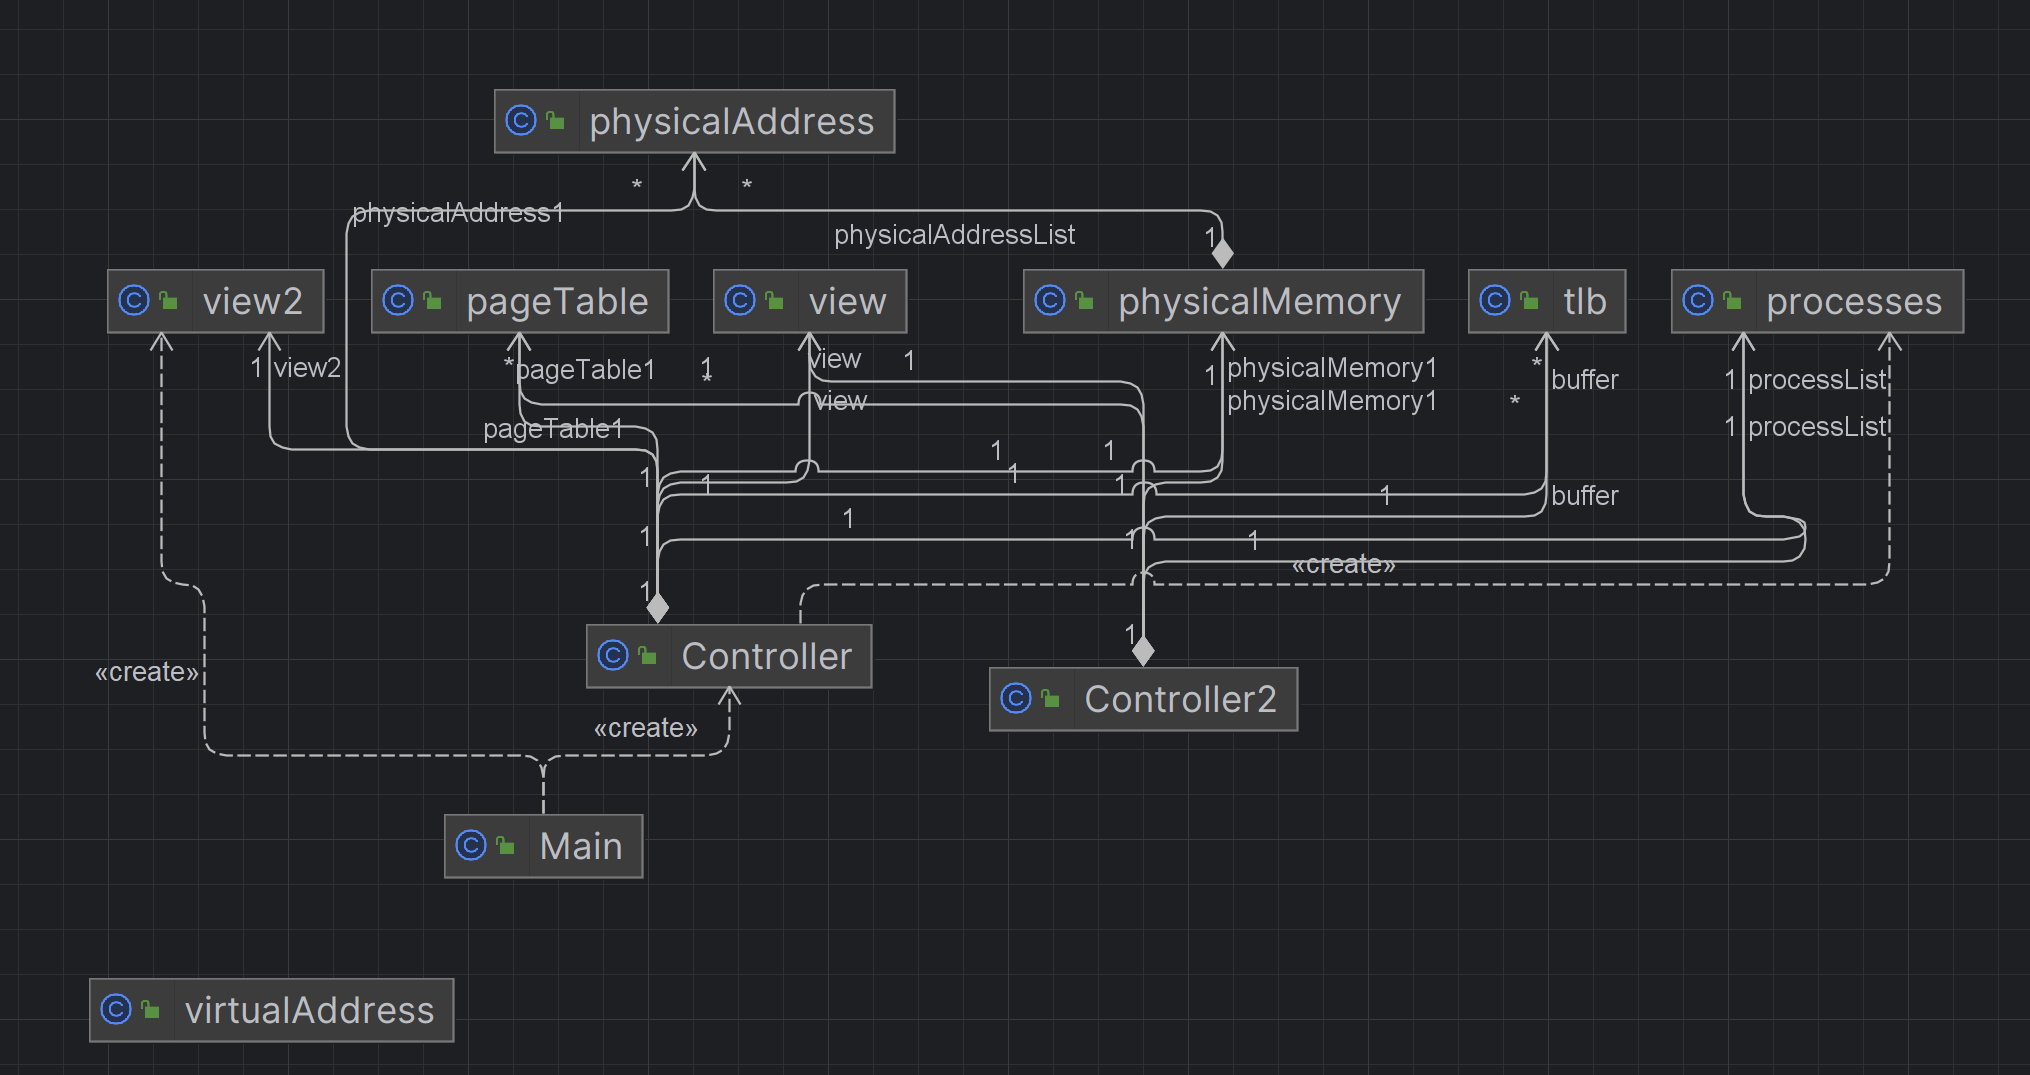 C physicalAddress
* *
physicalAddress1
physicalAddressList 1
C view2
C pageTable
C view
C physicalMemory
C tlb
C processes
1 view2
* pageTable1 1
*
view 1
1 physicalMemory1
* buffer
1 processList
view
physicalMemory1
*
pageTable1
1 processList
1 1
1 1
1 1
1 buffer
1
1 1 1
«create»
1
C Controller
1
C Controller2
«create»
«create»
C Main
C virtualAddress